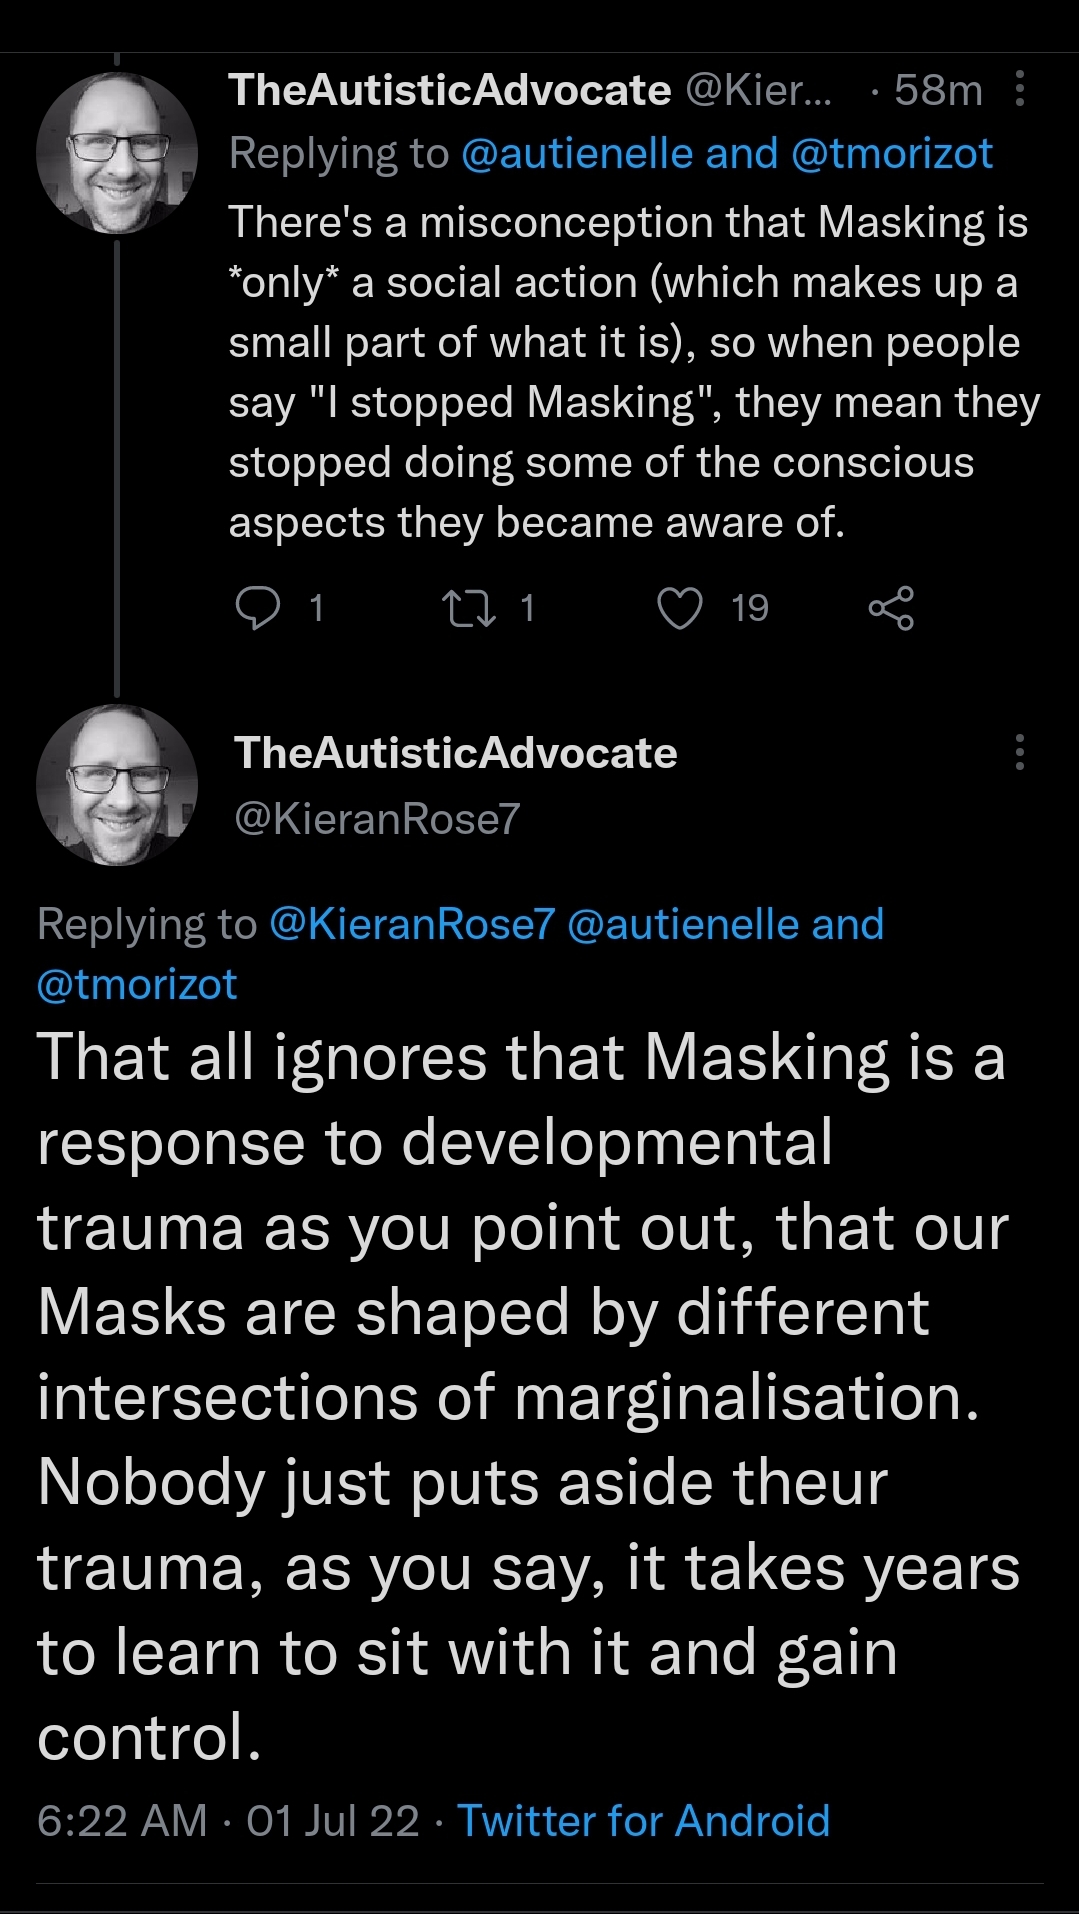 TheAutisticAdvocate @Kier... · 58m
Replying to @autienelle and @tmorizot
There's a misconception that Masking is
*only* a social action (which makes up a
small part of what it is), so when people
say "I stopped Masking", they mean they
stopped doing some of the conscious
aspects they became aware of.
1 1 19
TheAutisticAdvocate
@KieranRose7
Replying to @KieranRose7 @autienelle and
@tmorizot
That all ignores that Masking is a
response to developmental
trauma as you point out, that our
Masks are shaped by different
intersections of marginalisation.
Nobody just puts aside theur
trauma, as you say, it takes years
to learn to sit with it and gain
control.
6:22 AM · 01 Jul 22 · Twitter for Android